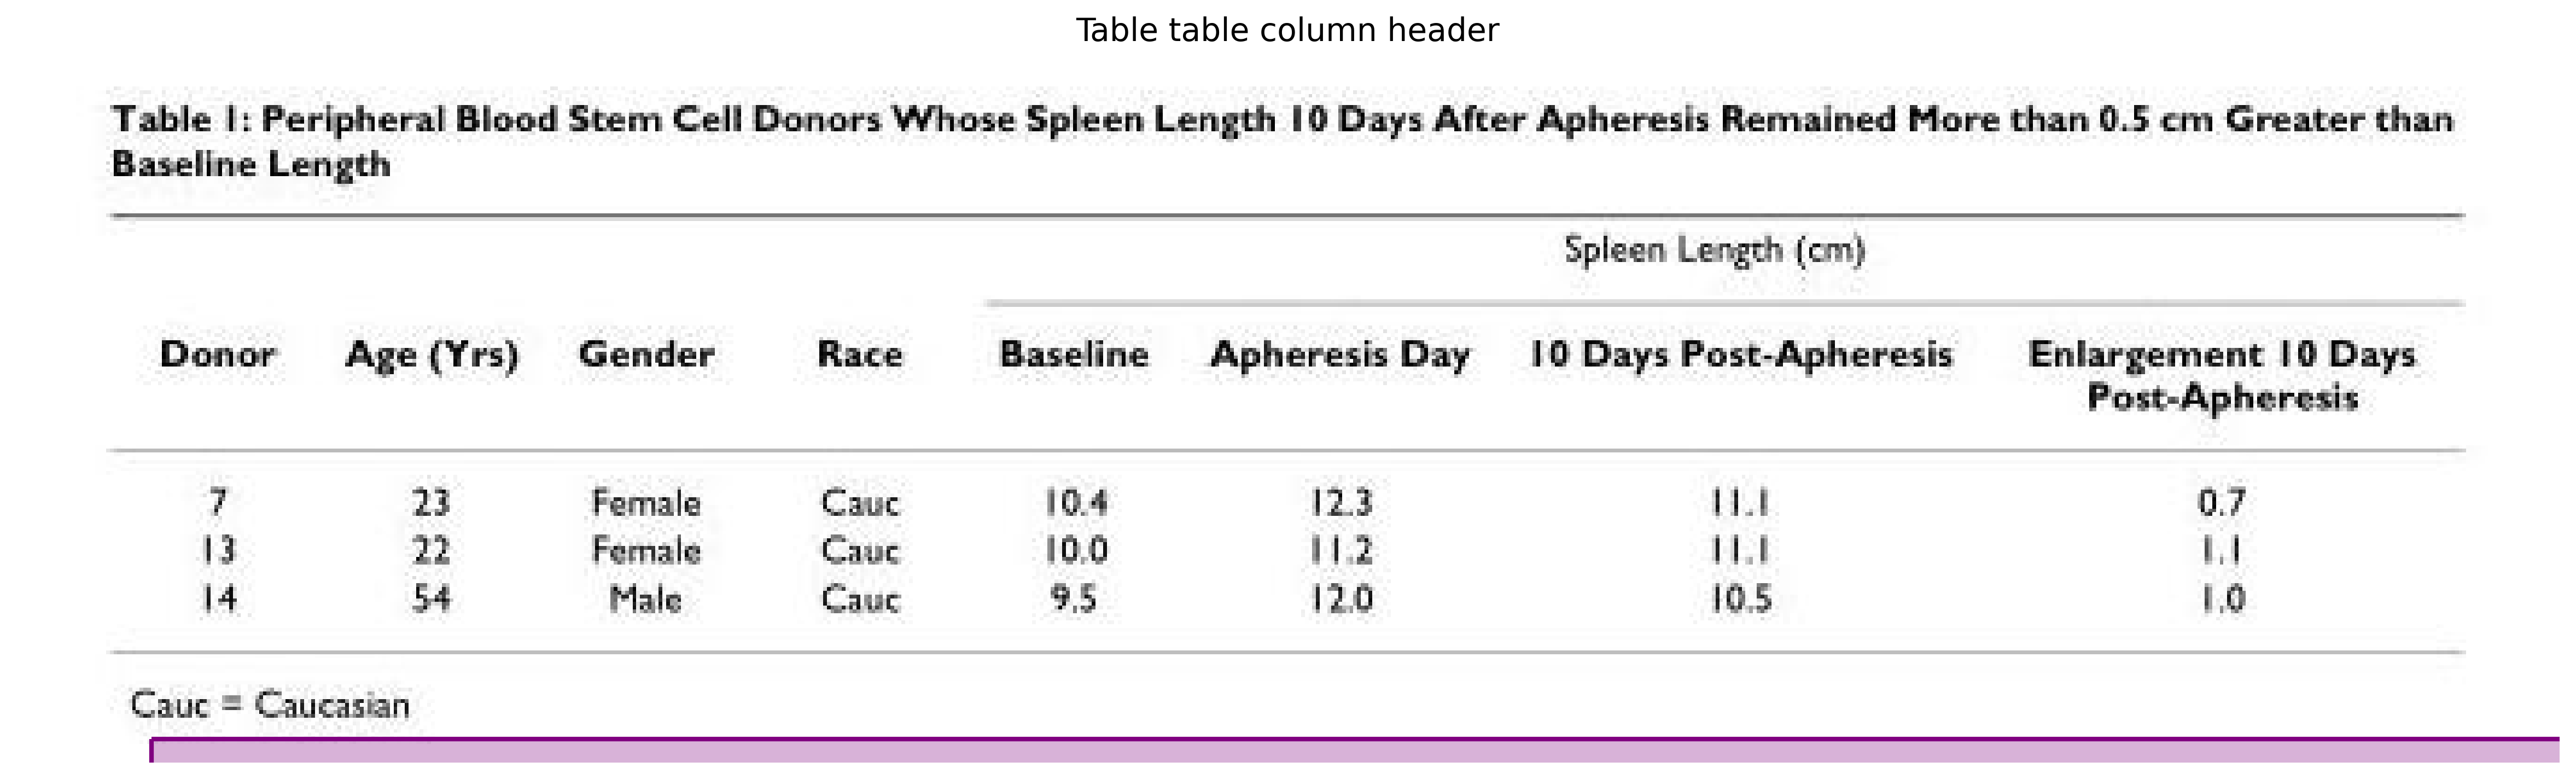 Table table column header
Table 1: Peripheral Blood Stem Cell Donors Whose Spleen Length 10 Days After Apheresis Remained More than 0.5 cm Greater than
Baseline Length
Spleen Length (cm)
Donor Age (Yrs) Gender Race Baseline Apheresis Day 10 Days Post-Apheresis Enlargement 10 Days
Post-Apheresis
7 23 Female Cauc 10.4 12.3 11.1 0.7
13 22 Female Cauc 10.0 11.2 11.1 1.1
14 54 Male Cauc 9.5 12.0 10.5 1.0
Cauc = Caucasian